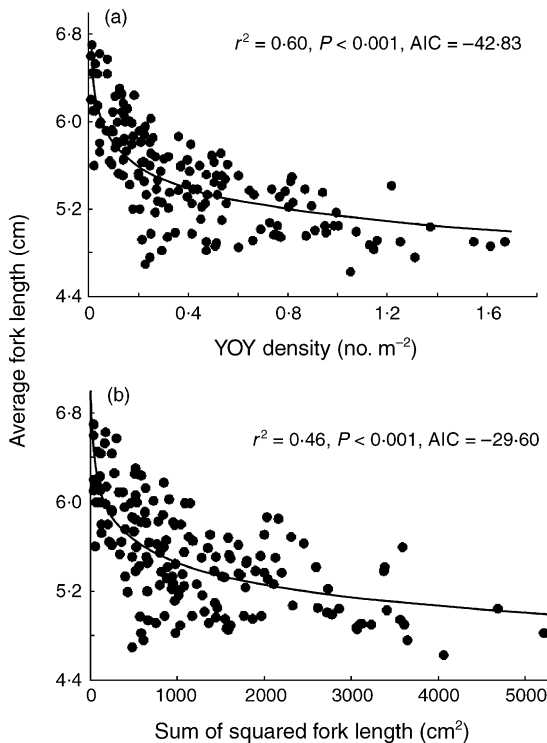 (a)
r² = 0·60, P < 0·001, AIC = −42·83
6·8
6·0
5·2
4·4
0 0·4 0·8 1·2 1·6
YOY density (no. m⁻²)
Average fork length (cm)
(b)
r² = 0·46, P < 0·001, AIC = −29·60
6·8
6·0
5·2
4·4
0 1000 2000 3000 4000 5000
Sum of squared fork length (cm²)